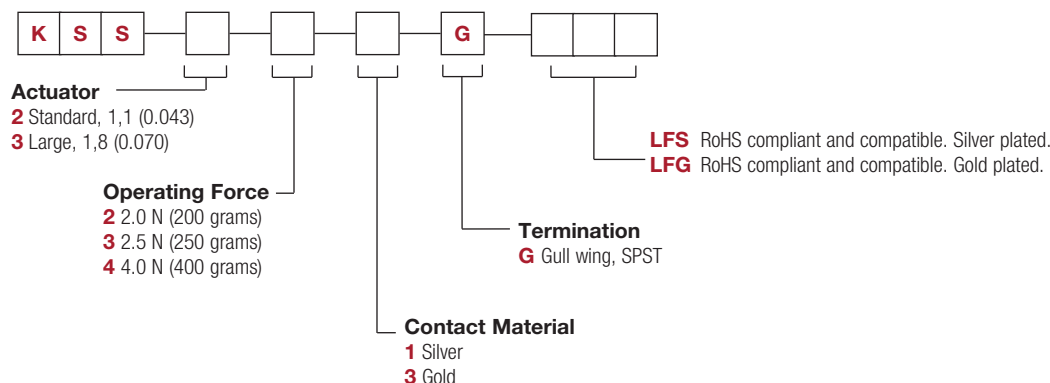 K S S G
Actuator
2 Standard, 1,1 (0.043)
3 Large, 1,8 (0.070)
LFS RoHS compliant and compatible. Silver plated.
LFG RoHS compliant and compatible. Gold plated.
Operating Force
2 2.0 N (200 grams)
3 2.5 N (250 grams)
4 4.0 N (400 grams)
Termination
G Gull wing, SPST
Contact Material
1 Silver
3 Gold